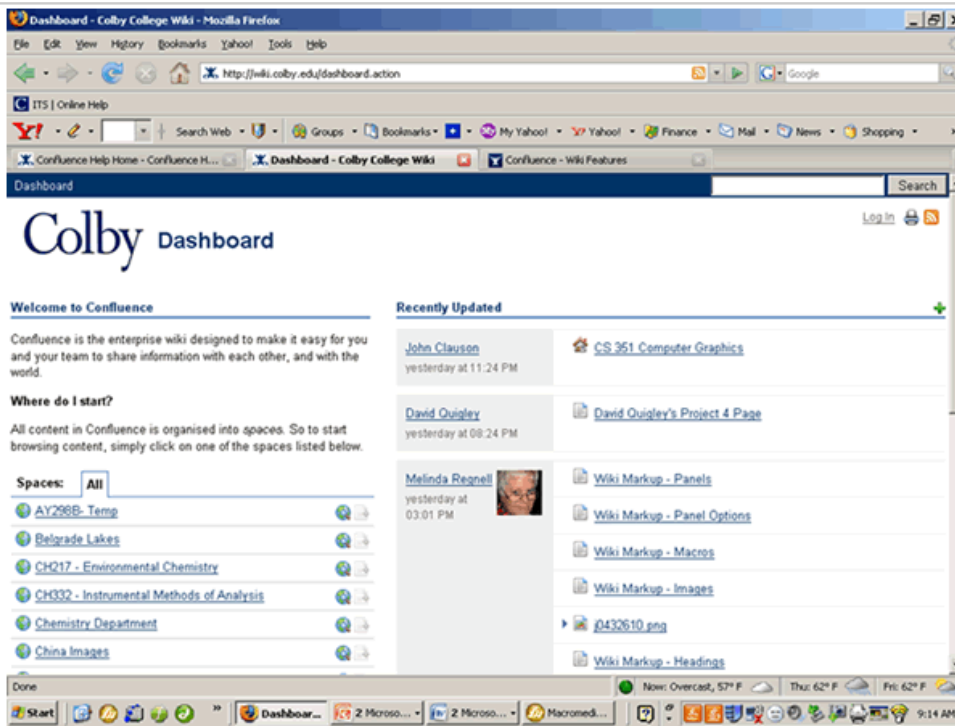 Dashboard - Colby College Wiki - Mozilla Firefox
File Edit View History Bookmarks Yahoo! Tools Help
http://wiki.colby.edu/dashboard.action
Google
ITS | Online Help
Y! Search Web Groups Bookmarks My Yahoo! Yahoo! Finance Mail News Shopping
Confluence Help Home - Confluence H... Dashboard - Colby College Wiki Confluence - Wiki Features
Dashboard Search
Log In
Colby Dashboard
Welcome to Confluence
Confluence is the enterprise wiki designed to make it easy for you
and your team to share information with each other, and with the
world.
Where do I start?
All content in Confluence is organised into spaces. So to start
browsing content, simply click on one of the spaces listed below.
Spaces: All
AY298B- Temp
Belgrade Lakes
CH217 - Environmental Chemistry
CH332 - Instrumental Methods of Analysis
Chemistry Department
China Images
Recently Updated
John Clauson
yesterday at 11:24 PM
CS 351 Computer Graphics
David Quigley
yesterday at 08:24 PM
David Quigley's Project 4 Page
Melinda Regnell
yesterday at
03:01 PM
Wiki Markup - Panels
Wiki Markup - Panel Options
Wiki Markup - Macros
Wiki Markup - Images
j0432610.png
Wiki Markup - Headings
Done
Now: Overcast, 57° F Thu: 62° F Fri: 62° F
Start Dashboar... 2 Microso... 2 Microso... Macromed... 9:14 AM